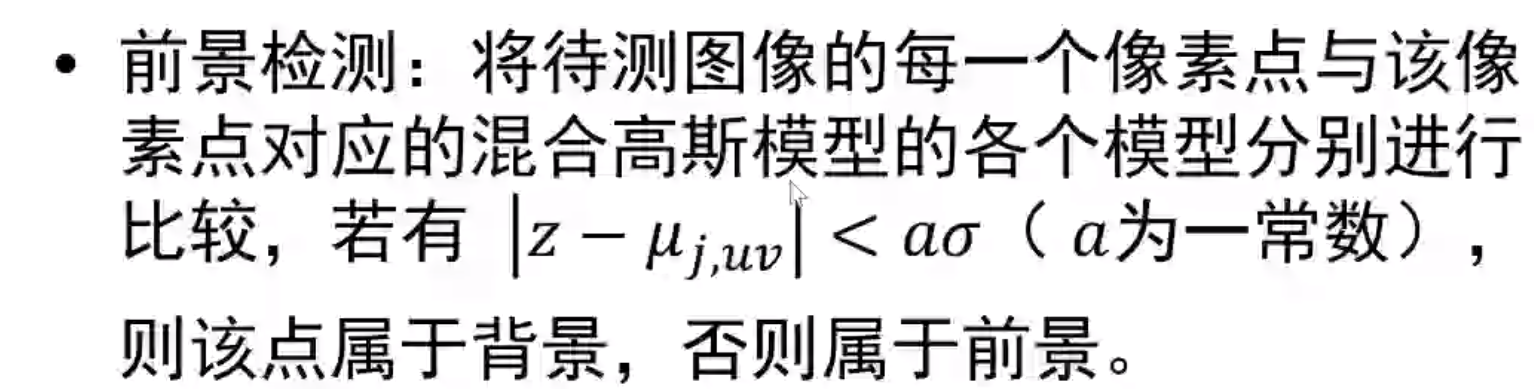 • 前景检测：将待测图像的每一个像素点与该像
素点对应的混合高斯模型的各个模型分别进行
比较，若有 |z − μ_{j,uv}| < aσ（ a为一常数），
则该点属于背景，否则属于前景。